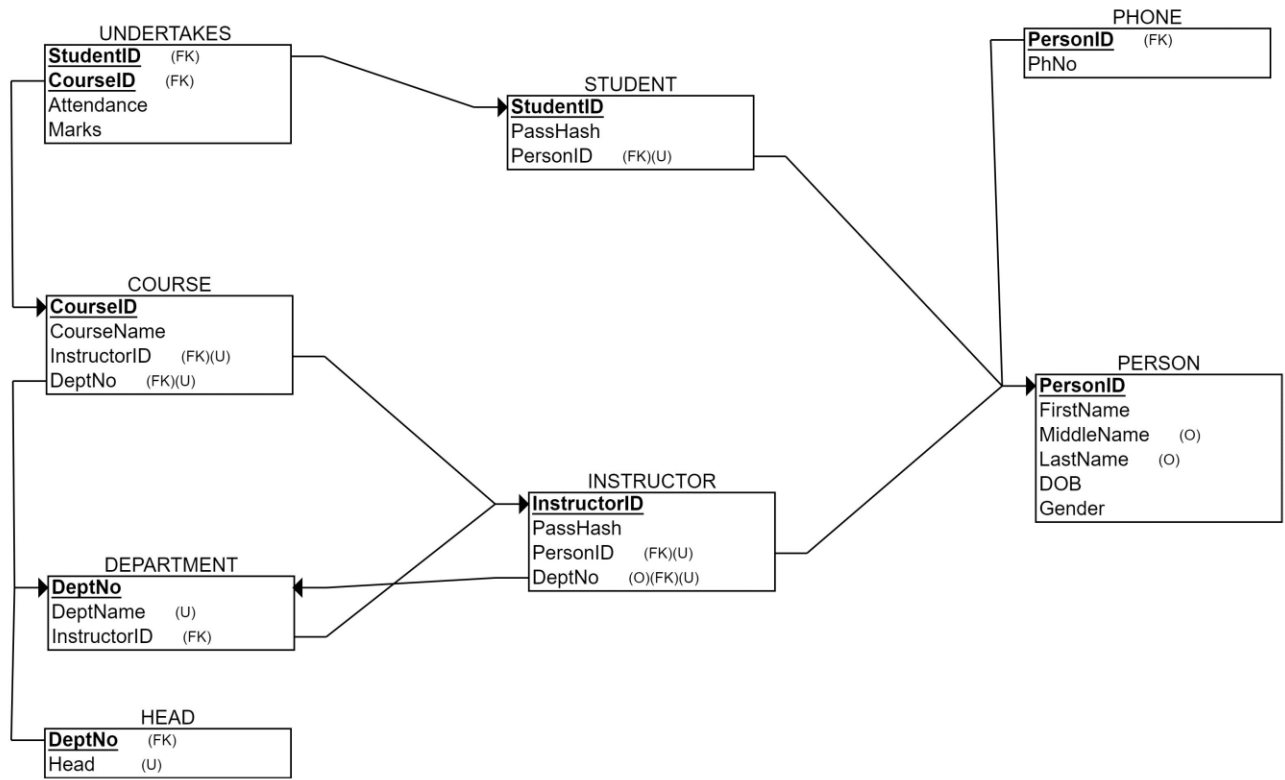 UNDERTAKES
StudentID (FK)
CourseID (FK)
Attendance
Marks
STUDENT
StudentID
PassHash
PersonID (FK)(U)
PHONE
PersonID (FK)
PhNo
COURSE
CourseID
CourseName
InstructorID (FK)(U)
DeptNo (FK)(U)
PERSON
PersonID
FirstName
MiddleName (O)
LastName (O)
DOB
Gender
INSTRUCTOR
InstructorID
PassHash
PersonID (FK)(U)
DeptNo (O)(FK)(U)
DEPARTMENT
DeptNo
DeptName (U)
InstructorID (FK)
HEAD
DeptNo (FK)
Head (U)